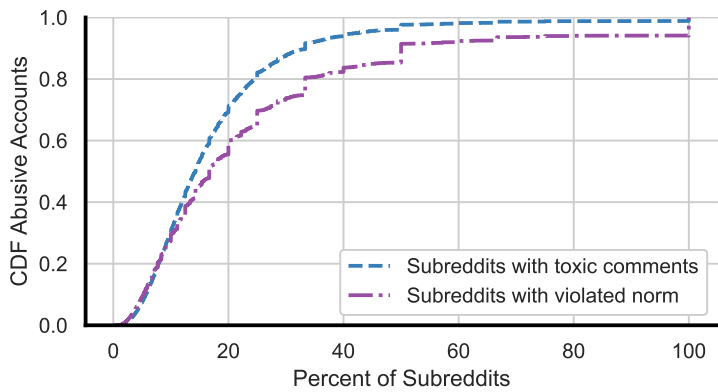 1.0
0.8
0.6
0.4
0.2
0.0
CDF Abusive Accounts
Subreddits with toxic comments
Subreddits with violated norm
0 20 40 60 80 100
Percent of Subreddits